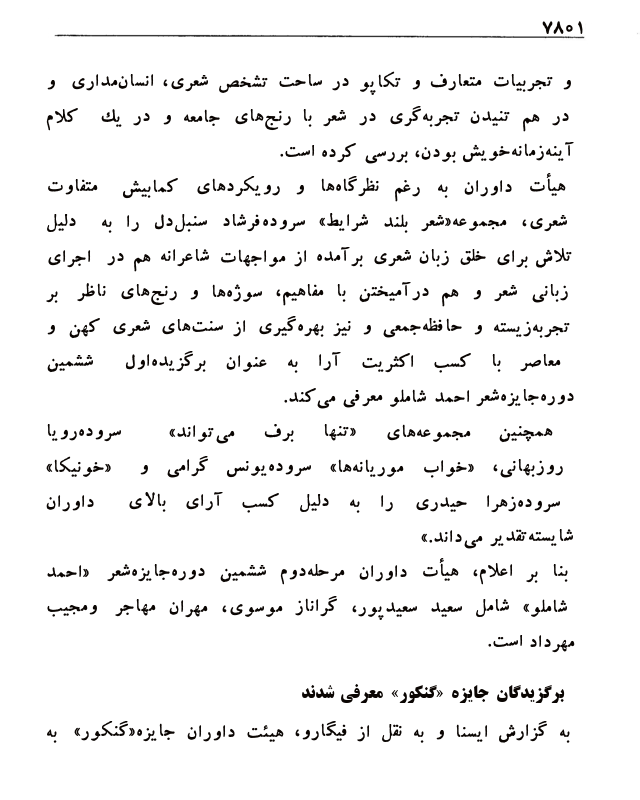 ۷۸۵۱
و تجربیات متعارف و تکاپو در ساحت تشخص شعری، انسان‌مداری و
در هم تنیدن تجربه‌گری در شعر با رنج‌های جامعه و در یك کلام
آینه‌زمانه‌خویش بودن، بررسی کرده است.
هیأت داوران به رغم نظرگاه‌ها و رویکردهای کمابیش متفاوت
شعری، مجموعه«شعر بلند شرایط» سروده‌فرشاد سنبل‌دل را به دلیل
تلاش برای خلق زبان شعری برآمده از مواجهات شاعرانه هم در اجرای
زبانی شعر و هم درآمیختن با مفاهیم، سوژه‌ها و رنج‌های ناظر بر
تجربه‌زیسته و حافظه‌جمعی و نیز بهره‌گیری از سنت‌های شعری کهن و
معاصر با کسب اکثریت آرا به عنوان برگزیده‌اول ششمین
دوره‌جایزه‌شعر احمد شاملو معرفی می‌کند.
همچنین مجموعه‌های «تنها برف می‌تواند» سروده‌رویا
روزبهانی، «خواب موریانه‌ها» سروده‌یونس گرامی و «خونیکا»
سروده‌زهرا حیدری را به دلیل کسب آرای بالای داوران
شایسته‌تقدیر می‌داند.»
بنا بر اعلام، هیأت داوران مرحله‌دوم ششمین دوره‌جایزه‌شعر «احمد
شاملو» شامل سعید سعیدپور، گراناز موسوی، مهران مهاجر ومجیب
مهرداد است.
برگزیدگان جایزه «گنکور» معرفی شدند
به گزارش ایسنا و به نقل از فیگارو، هیئت داوران جایزه«گنکور» به